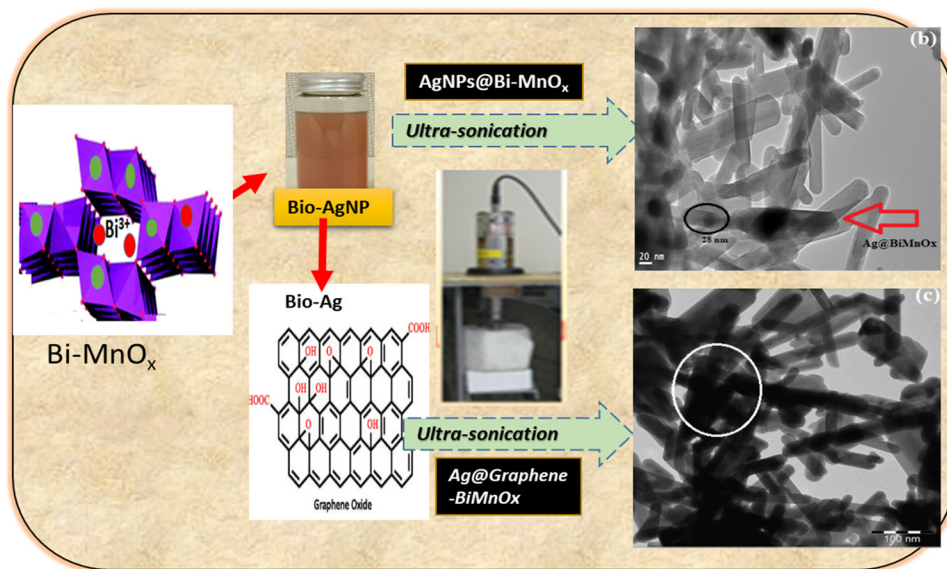 AgNPs@Bi-MnOx
Ultra-sonication
(b)
Bi3+
Bi-MnOx
Bio-AgNP
28 nm
Ag@BiMnOx
20 nm
Bio-Ag
COOH
OH
O
O
OH
OH
HOOC
O
OH
Graphene Oxide
Ultra-sonication
Ag@Graphene
-BiMnOx
(c)
100 nm